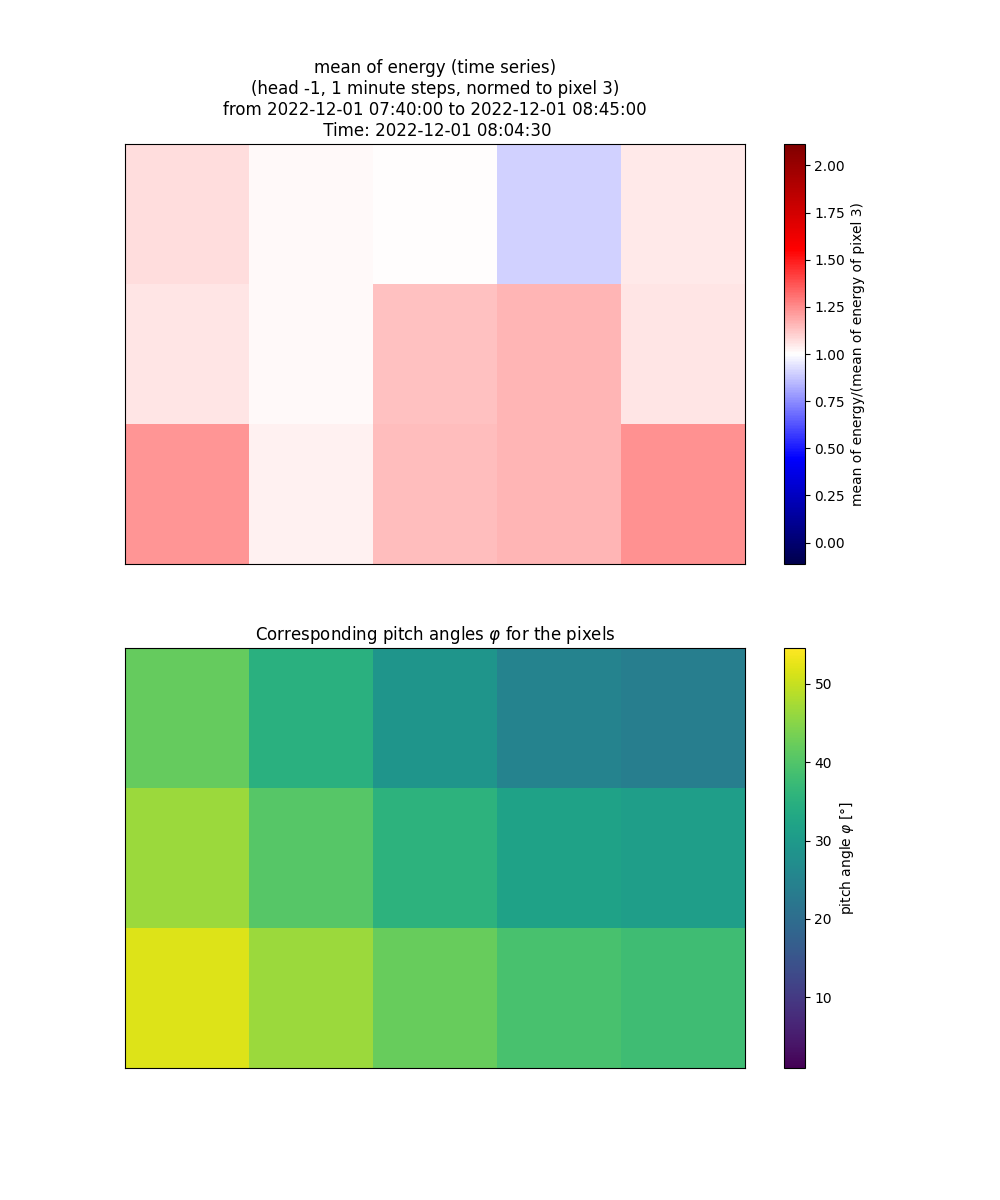 mean of energy (time series)
(head -1, 1 minute steps, normed to pixel 3)
from 2022-12-01 07:40:00 to 2022-12-01 08:45:00
Time: 2022-12-01 08:04:30
2.00
1.75
1.50
1.25
1.00
0.75
0.50
0.25
0.00
mean of energy/(mean of energy of pixel 3)
Corresponding pitch angles φ for the pixels
50
40
30
20
10
pitch angle φ [°]